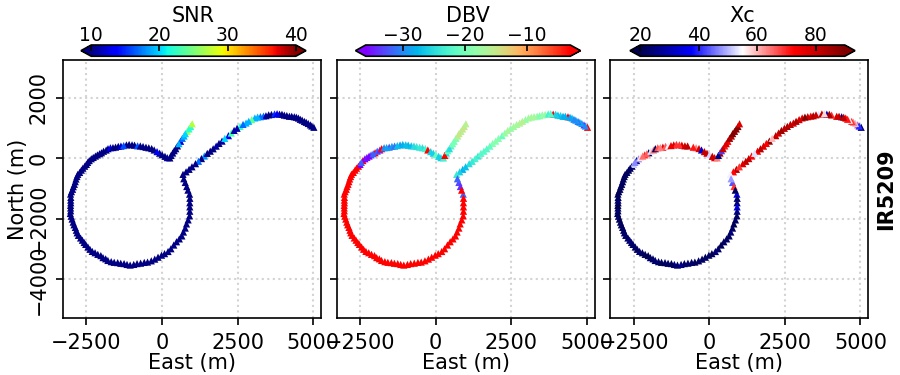 SNR DBV Xc
10 20 30 40 −30 −20 −10 20 40 60 80
North (m)
2000
0
−2000
−4000
−2500 0 2500 5000 −2500 0 2500 5000 −2500 0 2500 5000
East (m) East (m) East (m)
IR5209